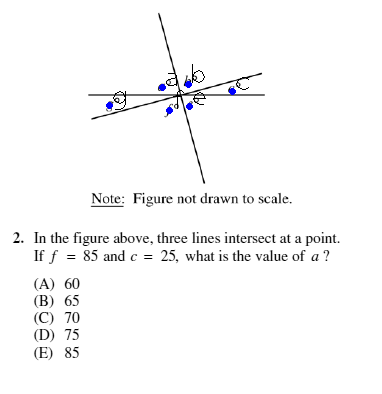 a b c
g
f e
Note: Figure not drawn to scale.
2. In the figure above, three lines intersect at a point.
If f = 85 and c = 25, what is the value of a ?
(A) 60
(B) 65
(C) 70
(D) 75
(E) 85